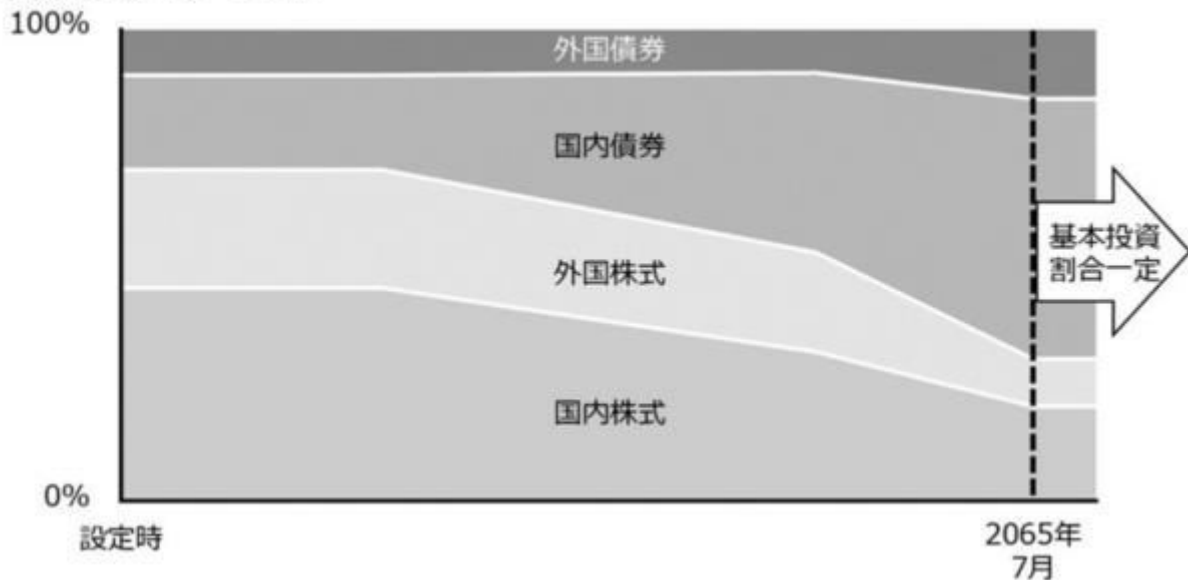 100%
外国債券
国内債券
基本投資
割合一定
外国株式
国内株式
0%
設定時
2065年
7月